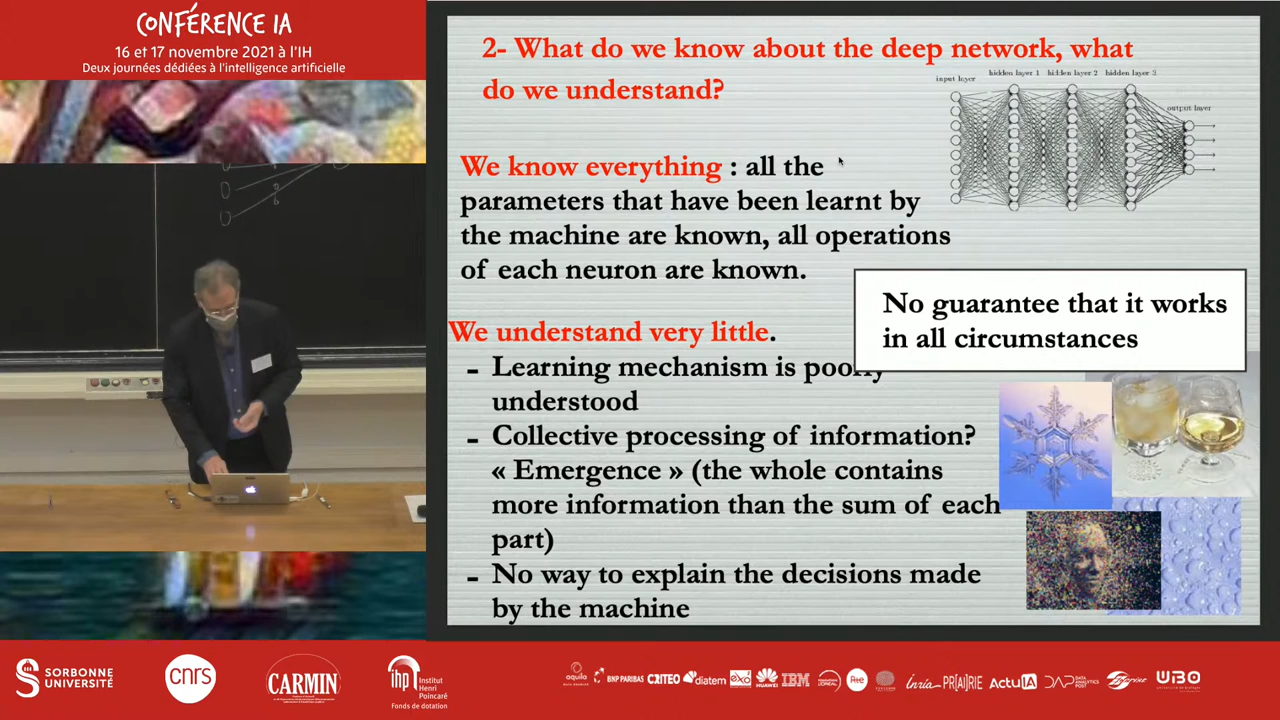 CONFÉRENCE IA
16 et 17 novembre 2021 à l'IH
Deux journées dédiées à l'intelligence artificielle
2- What do we know about the deep network, what
do we understand?
input layer
hidden layer 1 hidden layer 2 hidden layer 3
output layer
We know everything : all the
parameters that have been learnt by
the machine are known, all operations
of each neuron are known.
No guarantee that it works
in all circumstances
We understand very little.
- Learning mechanism is poorly
understood
- Collective processing of information?
« Emergence » (the whole contains
more information than the sum of each
part)
- No way to explain the decisions made
by the machine
SORBONNE
UNIVERSITÉ
cnrs
CARMIN
ihp
Institut
Henri
Poincaré
Fonds de dotation
aquila
BNP PARIBAS
CRITEO
diatem
exo
HUAWEI
IBM
L'ORÉAL
Inria
PR[AI]RIE
ActuIA
DAP
DATA
ANALYTICS
POST
UBO